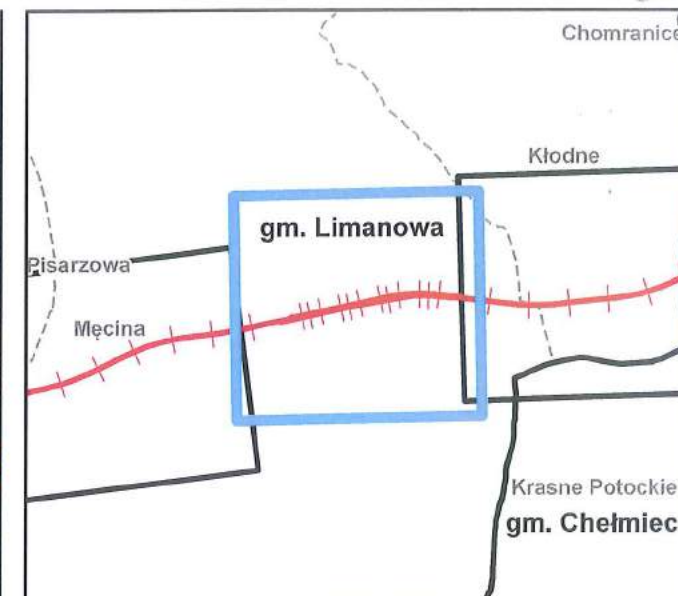 Chomranice
Kłodne
gm. Limanowa
Pisarzowa
Męcina
Krasne Potockie
gm. Chełmiec